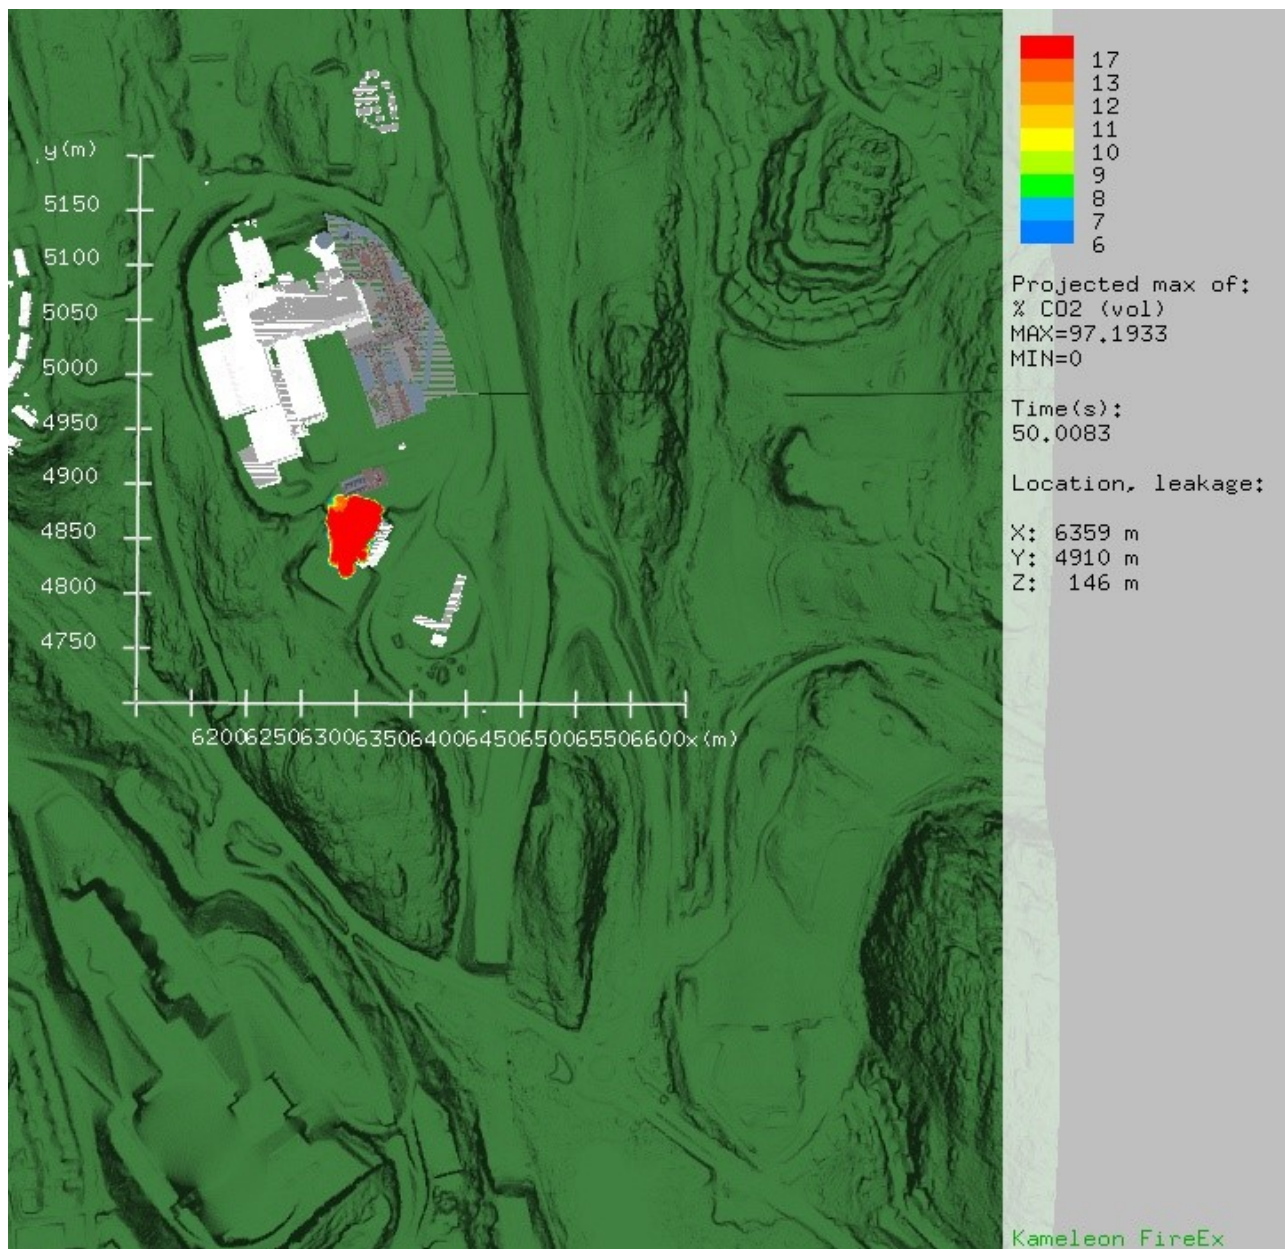 y(m)
5150
5100
5050
5000
4950
4900
4850
4800
4750
620062506300635064006450650065506600x(m)
17
13
12
11
10
9
8
7
6
Projected max of:
% CO2 (vol)
MAX=97.1933
MIN=0
Time(s):
50.0083
Location, leakage:
X: 6359 m
Y: 4910 m
Z: 146 m
Kameleon FireEx